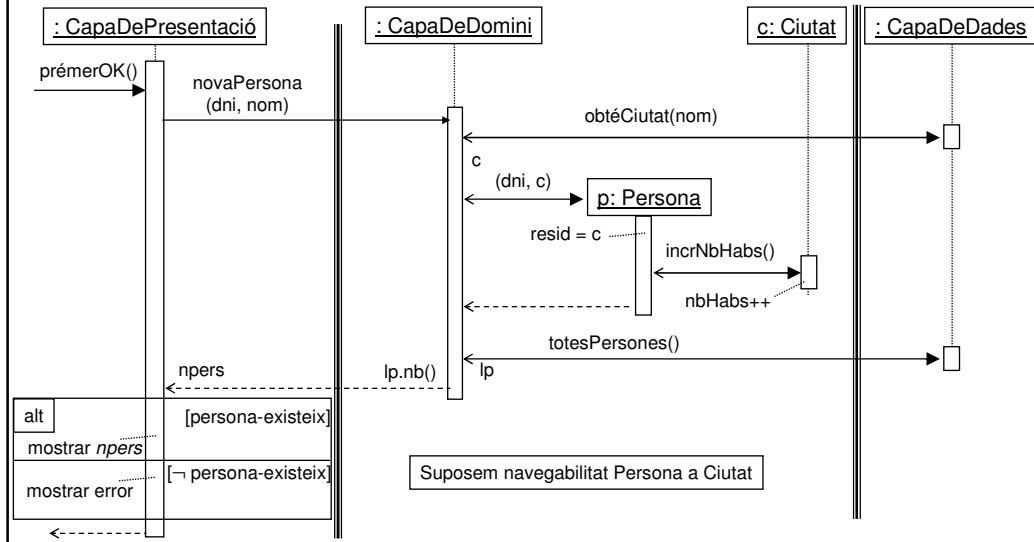 : CapaDePresentació
: CapaDeDomini
c: Ciutat
: CapaDeDades
prémerOK()
novaPersona
(dni, nom)
obtéCiutat(nom)
c
(dni, c)
p: Persona
resid = c
incrNbHabs()
nbHabs++
totesPersones()
npers
lp.nb()
lp
alt
[persona-existeix]
mostrar npers
[¬ persona-existeix]
mostrar error
Suposem navegabilitat Persona a Ciutat